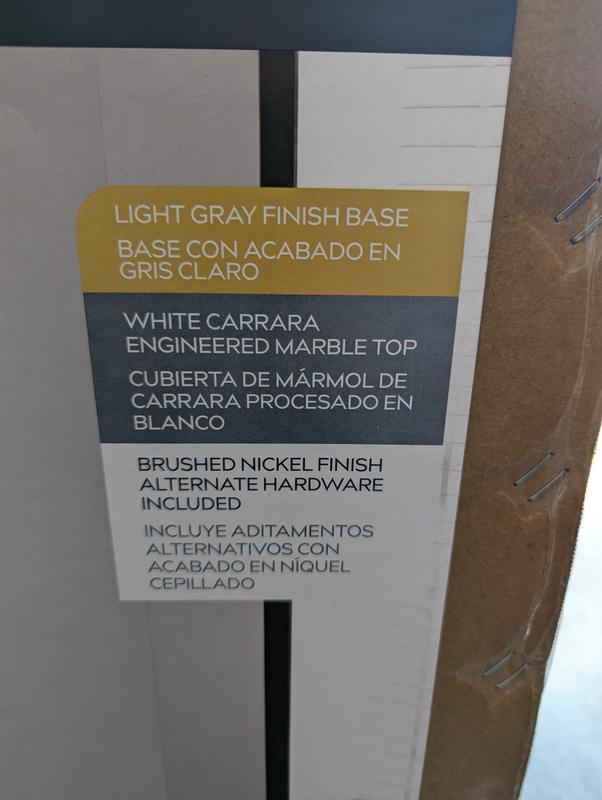 LIGHT GRAY FINISH BASE
BASE CON ACABADO EN
GRIS CLARO
WHITE CARRARA
ENGINEERED MARBLE TOP
CUBIERTA DE MÁRMOL DE
CARRARA PROCESADO EN
BLANCO
BRUSHED NICKEL FINISH
ALTERNATE HARDWARE
INCLUDED
INCLUYE ADITAMENTOS
ALTERNATIVOS CON
ACABADO EN NÍQUEL
CEPILLADO